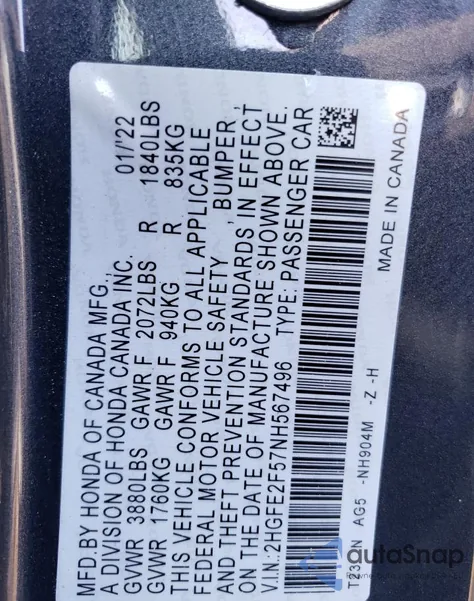 MFD.BY HONDA OF CANADA MFG., 01/'22
A DIVISION OF HONDA CANADA INC.
GVWR 3880LBS GAWR F 2072LBS R 1840LBS
GVWR 1760KG GAWR F 940KG R 835KG
THIS VEHICLE CONFORMS TO ALL APPLICABLE
FEDERAL MOTOR VEHICLE SAFETY , BUMPER,
AND THEFT PREVENTION STANDARDS, IN EFFECT
ON THE DATE OF MANUFACTURE SHOWN ABOVE.
V.I.N.:2HGFE2F57NH567496 TYPE: PASSENGER CAR
AG5 -NH904M -Z -H MADE IN CANADA
autoSnap